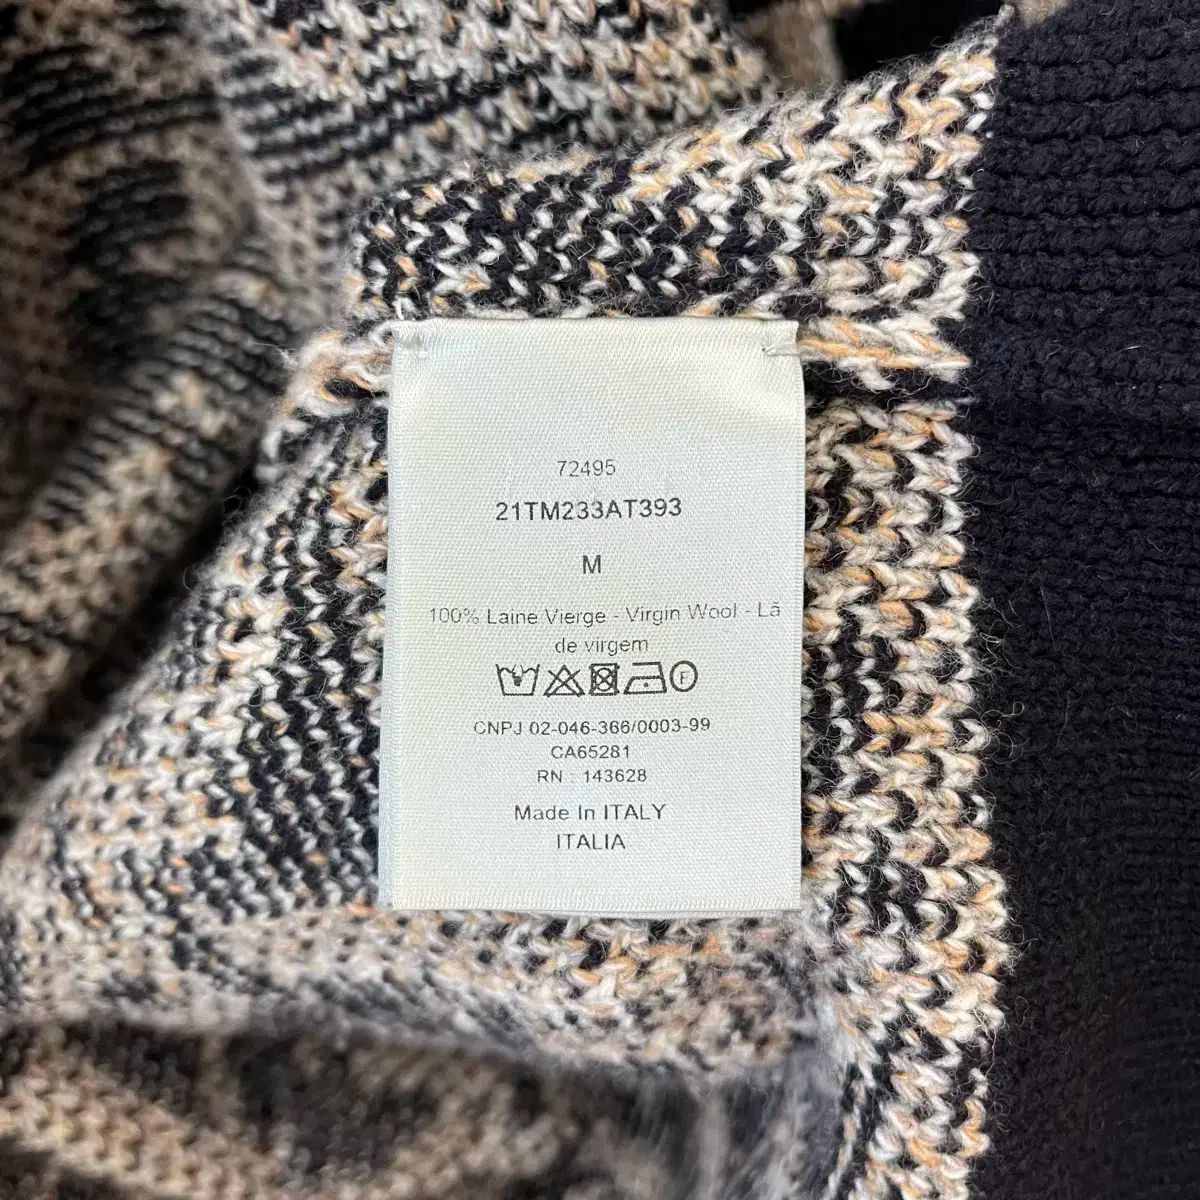 72495
21TM233AT393
M
100% Laine Vierge - Virgin Wool - Lã
de virgem
F
CNPJ 02-046-366/0003-99
CA65281
RN : 143628
Made In ITALY
ITALIA